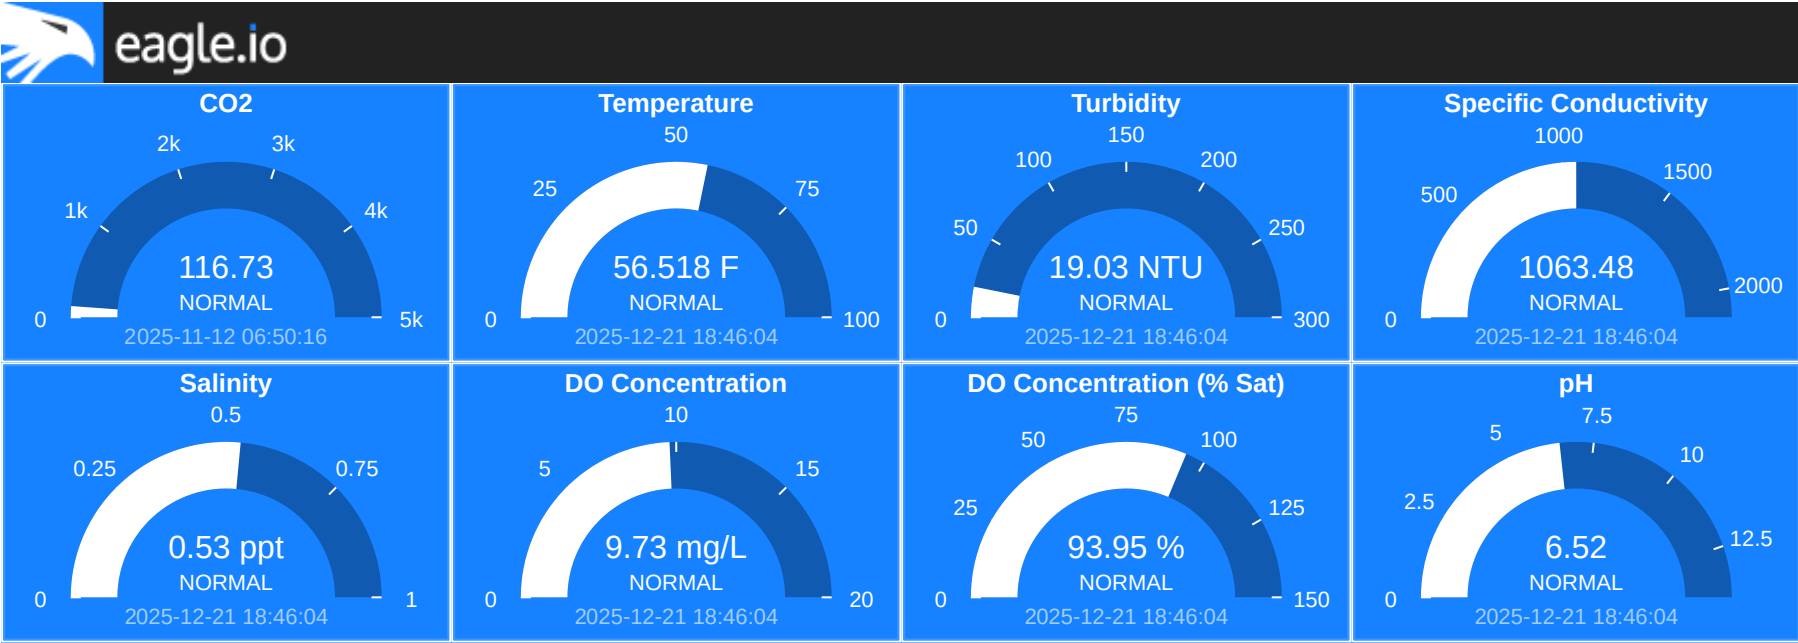 eagle.io
CO2
0
1k
2k
3k
4k
5k
116.73
NORMAL
2025-11-12 06:50:16
Temperature
0
25
50
75
100
56.518 F
NORMAL
2025-12-21 18:46:04
Turbidity
0
50
100
150
200
250
300
19.03 NTU
NORMAL
2025-12-21 18:46:04
Specific Conductivity
0
500
1000
1500
2000
1063.48
NORMAL
2025-12-21 18:46:04
Salinity
0
0.25
0.5
0.75
1
0.53 ppt
NORMAL
2025-12-21 18:46:04
DO Concentration
0
5
10
15
20
9.73 mg/L
NORMAL
2025-12-21 18:46:04
DO Concentration (% Sat)
0
25
50
75
100
125
150
93.95 %
NORMAL
2025-12-21 18:46:04
pH
0
2.5
5
7.5
10
12.5
6.52
NORMAL
2025-12-21 18:46:04